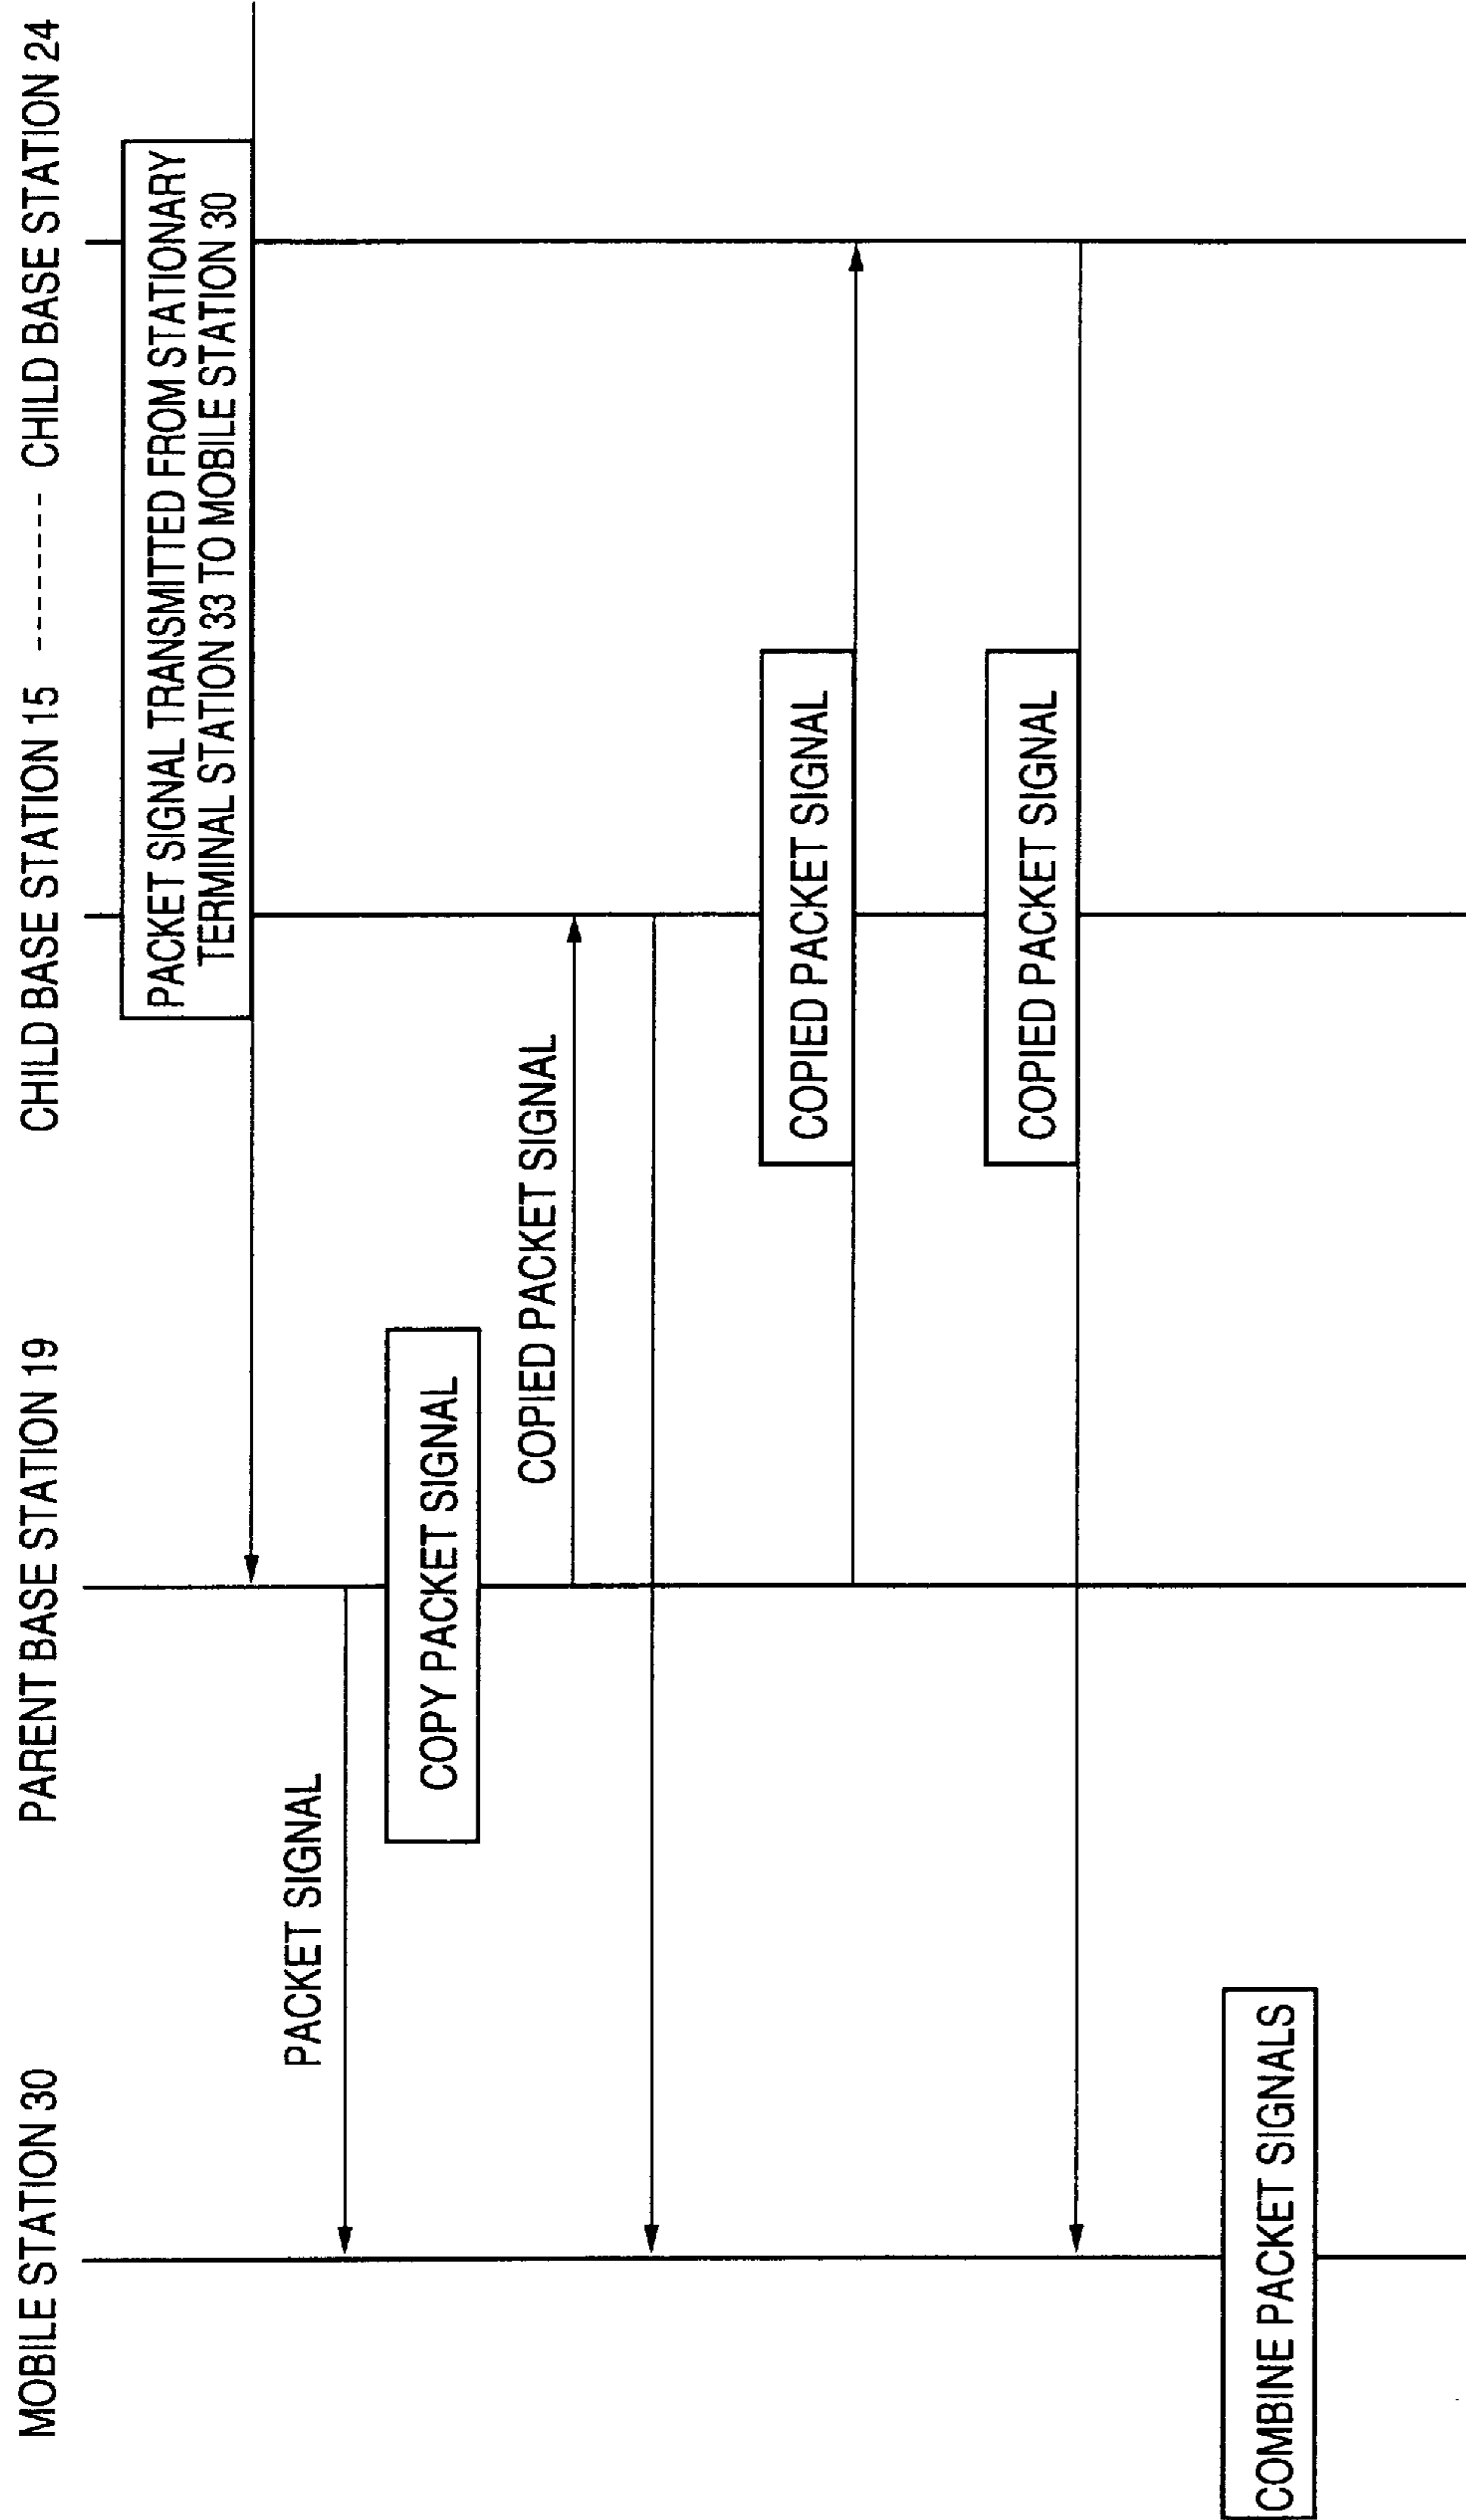 MOBILE STATION 30
PARENT BASE STATION 19
CHILD BASE STATION 15 -------- CHILD BASE STATION 24
PACKET SIGNAL TRANSMITTED FROM STATIONARY
TERMINAL STATION 33 TO MOBILE STATION 30
PACKET SIGNAL
COPY PACKET SIGNAL
COPIED PACKET SIGNAL
COPIED PACKET SIGNAL
COPIED PACKET SIGNAL
COMBINE PACKET SIGNALS